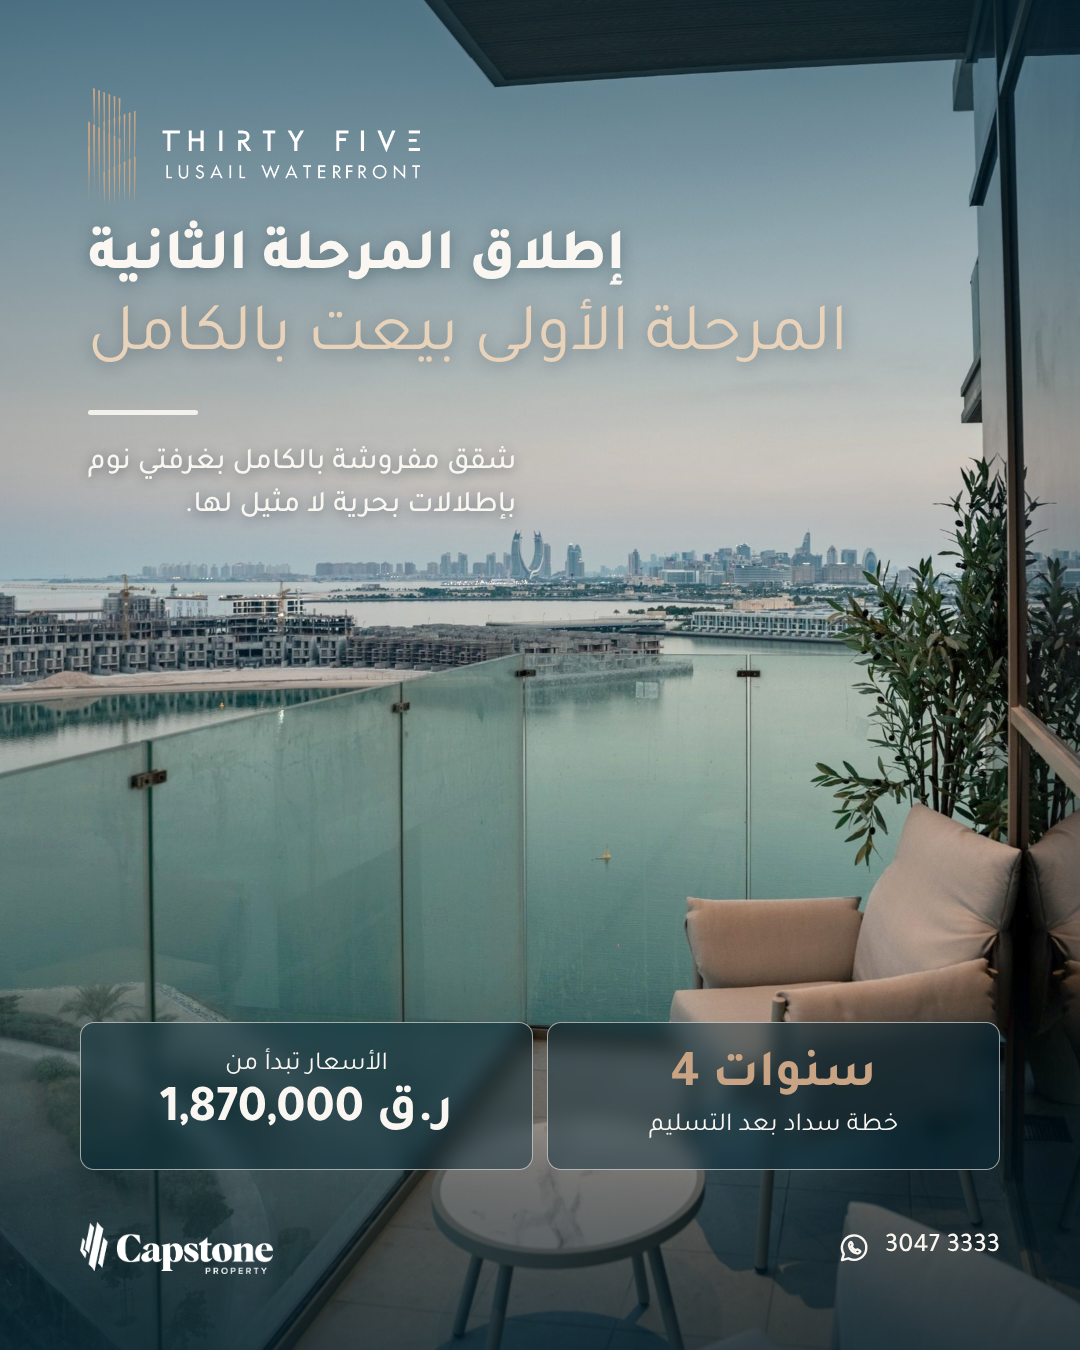 THIRTY FIVE
LUSAIL WATERFRONT
إطلاق المرحلة الثانية
المرحلة الأولى بيعت بالكامل
شقق مفروشة بالكامل بغرفتي نوم
بإطلالات بحرية لا مثيل لها.
سنوات 4
خطة سداد بعد التسليم
الأسعار تبدأ من
ر.ق 1,870,000
Capstone
PROPERTY
3047 3333